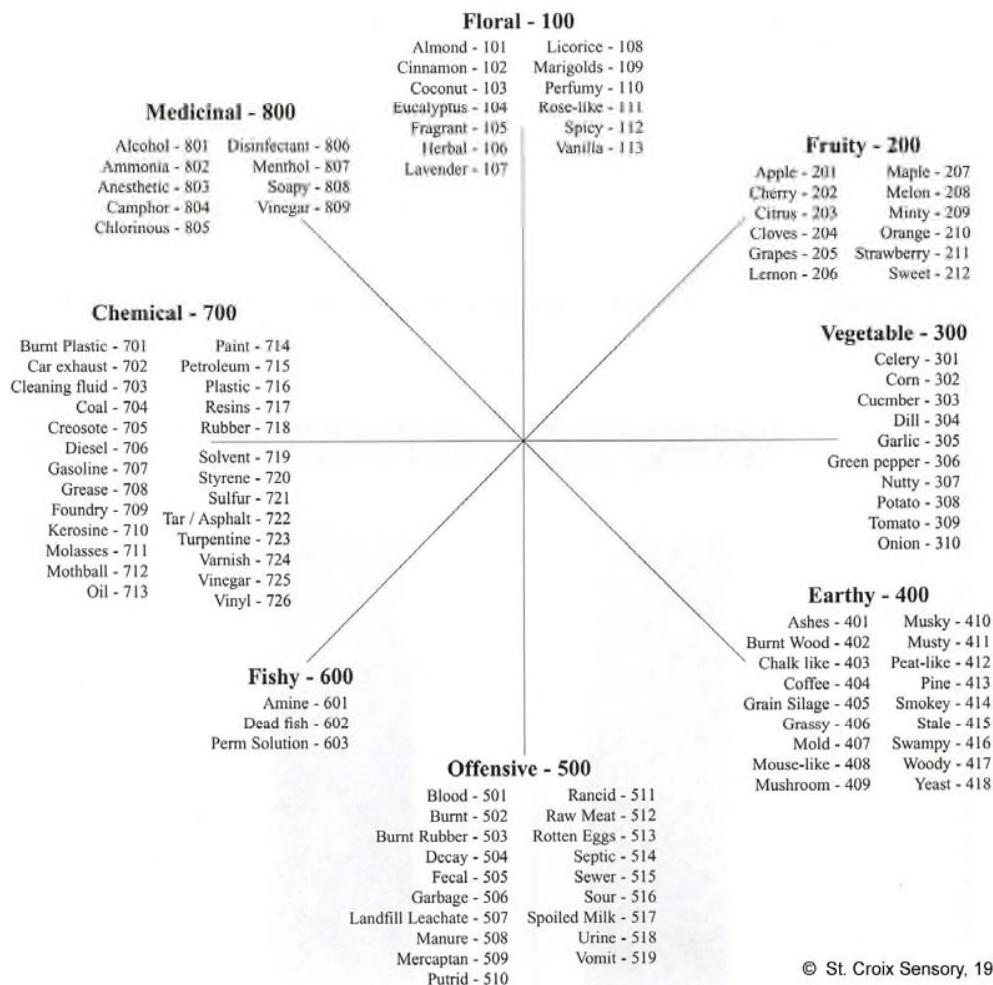 Floral - 100
Almond - 101 Licorice - 108
Cinnamon - 102 Marigolds - 109
Coconut - 103 Perfumy - 110
Eucalyptus - 104 Rose-like - 111
Fragrant - 105 Spicy - 112
Herbal - 106 Vanilla - 113
Lavender - 107
Medicinal - 800
Alcohol - 801 Disinfectant - 806
Ammonia - 802 Menthol - 807
Anesthetic - 803 Soapy - 808
Camphor - 804 Vinegar - 809
Chlorinous - 805
Fruity - 200
Apple - 201 Maple - 207
Cherry - 202 Melon - 208
Citrus - 203 Minty - 209
Cloves - 204 Orange - 210
Grapes - 205 Strawberry - 211
Lemon - 206 Sweet - 212
Chemical - 700
Burnt Plastic - 701 Paint - 714
Car exhaust - 702 Petroleum - 715
Cleaning fluid - 703 Plastic - 716
Coal - 704 Resins - 717
Creosote - 705 Rubber - 718
Diesel - 706 Solvent - 719
Gasoline - 707 Styrene - 720
Grease - 708 Sulfur - 721
Foundry - 709 Tar / Asphalt - 722
Kerosine - 710 Turpentine - 723
Molasses - 711 Varnish - 724
Mothball - 712 Vinegar - 725
Oil - 713 Vinyl - 726
Vegetable - 300
Celery - 301
Corn - 302
Cucmber - 303
Dill - 304
Garlic - 305
Green pepper - 306
Nutty - 307
Potato - 308
Tomato - 309
Onion - 310
Earthy - 400
Ashes - 401 Musky - 410
Burnt Wood - 402 Musty - 411
Chalk like - 403 Peat-like - 412
Coffee - 404 Pine - 413
Grain Silage - 405 Smokey - 414
Grassy - 406 Stale - 415
Mold - 407 Swampy - 416
Mouse-like - 408 Woody - 417
Mushroom - 409 Yeast - 418
Fishy - 600
Amine - 601
Dead fish - 602
Perm Solution - 603
Offensive - 500
Blood - 501 Rancid - 511
Burnt - 502 Raw Meat - 512
Burnt Rubber - 503 Rotten Eggs - 513
Decay - 504 Septic - 514
Fecal - 505 Sewer - 515
Garbage - 506 Sour - 516
Landfill Leachate - 507 Spoiled Milk - 517
Manure - 508 Urine - 518
Mercaptan - 509 Vomit - 519
Putrid - 510
© St. Croix Sensory, 19